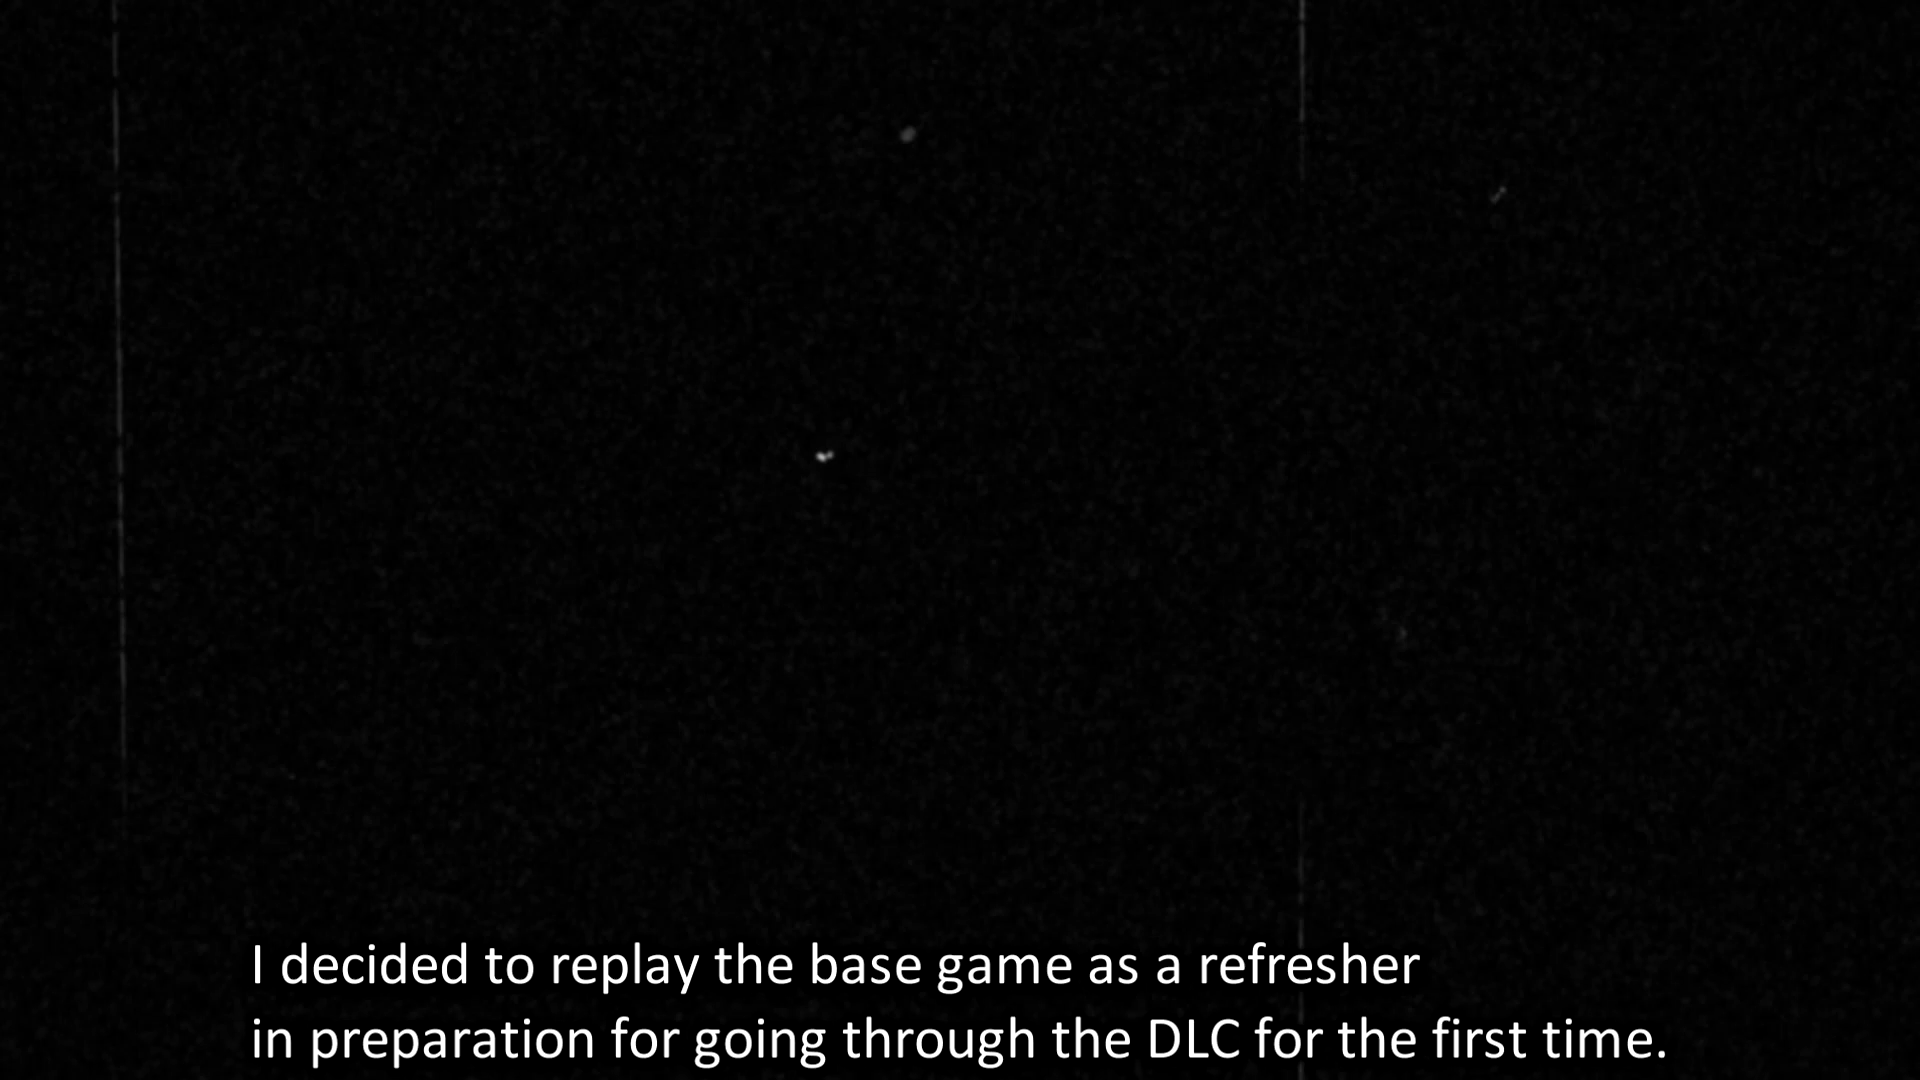 I decided to replay the base game as a refresher
in preparation for going through the DLC for the first time.